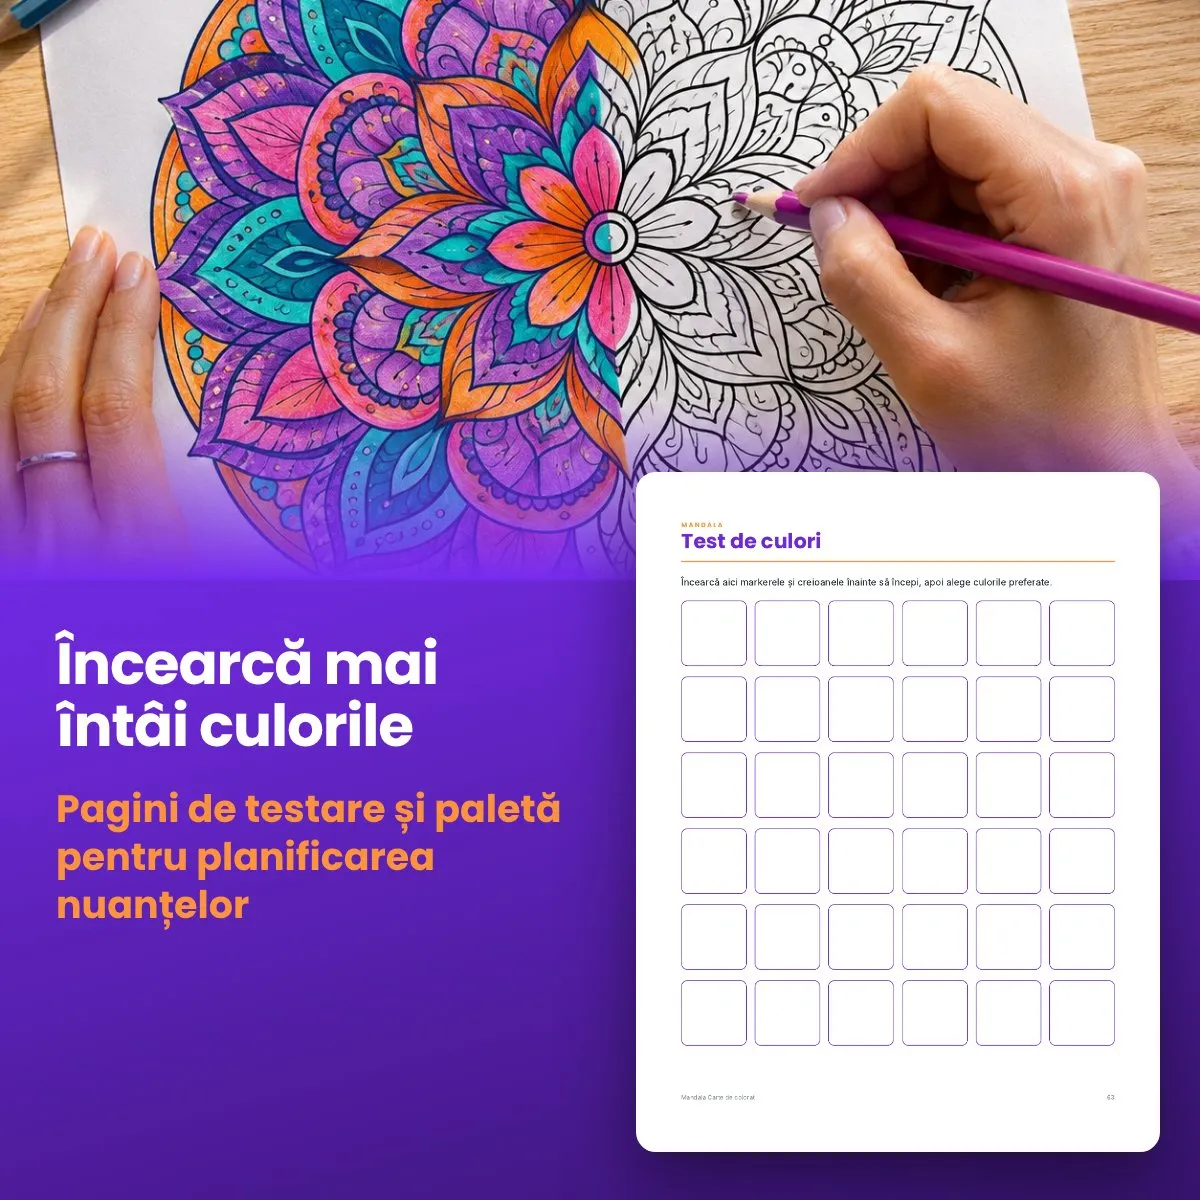 Încearcă mai
întâi culorile
Pagini de testare și paletă
pentru planificarea
nuanțelor
MANDALA
Test de culori
Încearcă aici markerele și creioanele înainte să începi, apoi alege culorile preferate.
Mandala Carte de colorat
63